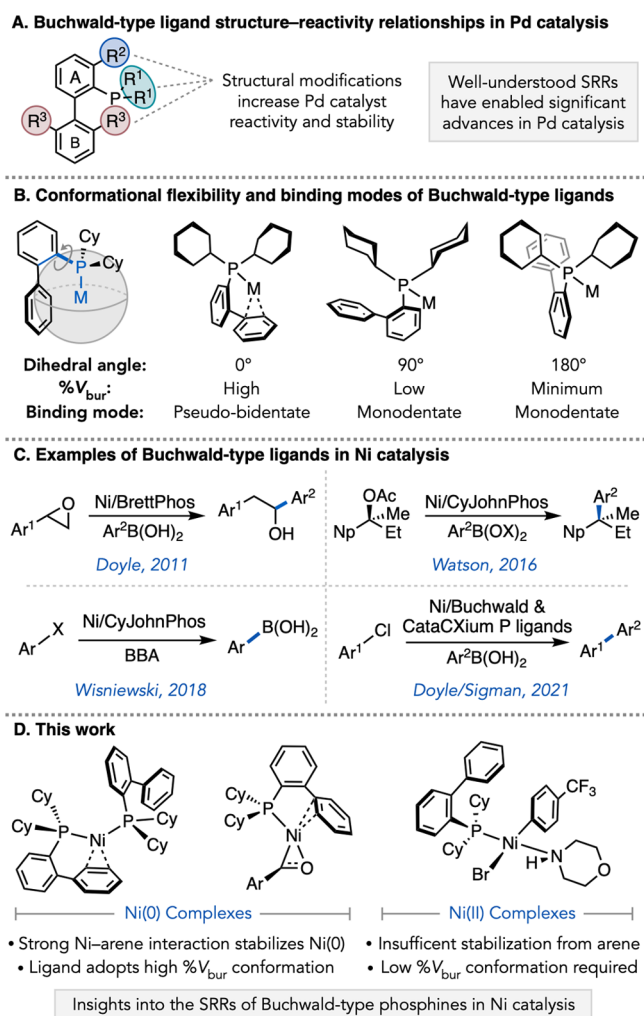 A. Buchwald-type ligand structure–reactivity relationships in Pd catalysis
R²
A
R¹
P
R¹
R³
R³
B
Structural modifications
increase Pd catalyst
reactivity and stability
Well-understood SRRs
have enabled significant
advances in Pd catalysis
B. Conformational flexibility and binding modes of Buchwald-type ligands
Cy
P
Cy
M
P
M
P
M
P
M
Dihedral angle: 0° 90° 180°
%Vbur: High Low Minimum
Binding mode: Pseudo-bidentate Monodentate Monodentate
C. Examples of Buchwald-type ligands in Ni catalysis
Ar¹
O
Ni/BrettPhos
Ar²B(OH)₂
Ar¹
Ar²
OH
Doyle, 2011
OAc
Me
Np
Et
Ni/CyJohnPhos
Ar²B(OX)₂
Ar²
Me
Np
Et
Watson, 2016
Ar
X
Ni/CyJohnPhos
BBA
Ar
B(OH)₂
Wisniewski, 2018
Ar¹
Cl
Ni/Buchwald &
CataCXium P ligands
Ar²B(OH)₂
Ar¹
Ar²
Doyle/Sigman, 2021
D. This work
Cy
Cy
P
Ni
P
Cy
Cy
Cy
Cy
P
Ni
Ar
O
Cy
P
Cy
Ni
Br
CF₃
H
N
O
Ni(0) Complexes
Ni(II) Complexes
• Strong Ni–arene interaction stabilizes Ni(0)
• Ligand adopts high %Vbur conformation
• Insufficient stabilization from arene
• Low %Vbur conformation required
Insights into the SRRs of Buchwald-type phosphines in Ni catalysis